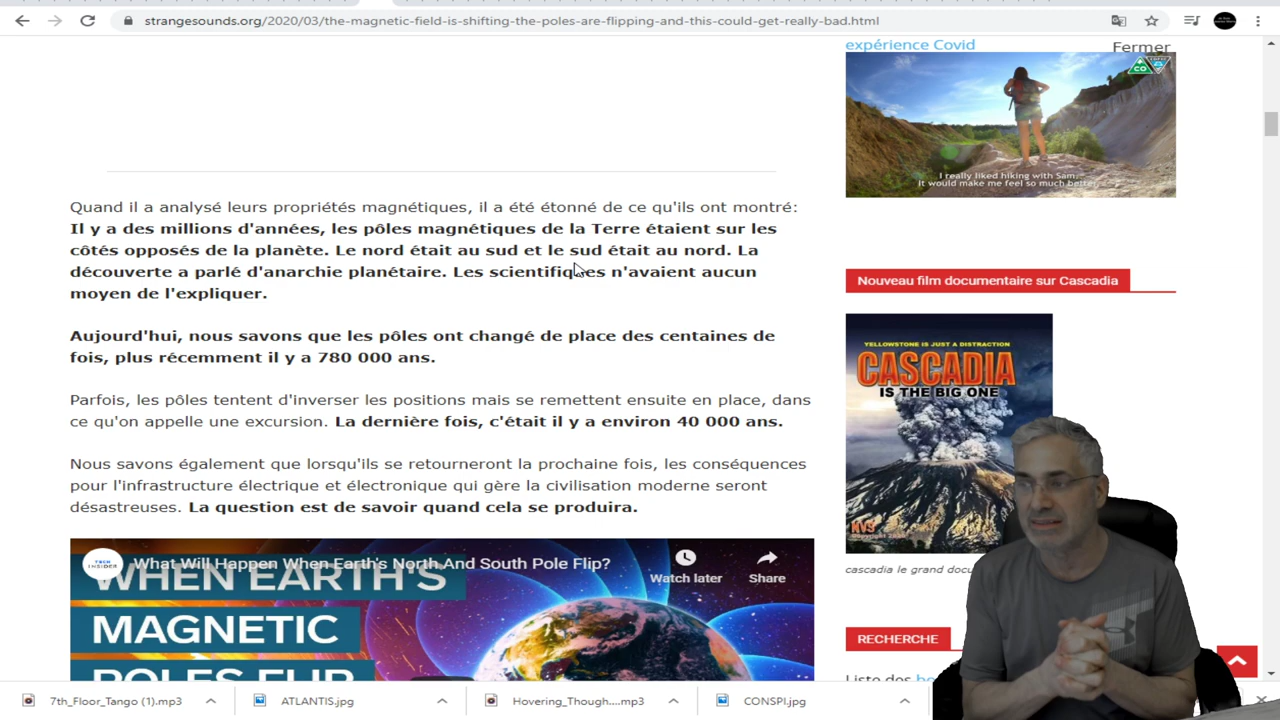 strangesounds.org/2020/03/the-magnetic-field-is-shifting-the-poles-are-flipping-and-this-could-get-really-bad.html
Quand il a analysé leurs propriétés magnétiques, il a été étonné de ce qu'ils ont montré:
Il y a des millions d'années, les pôles magnétiques de la Terre étaient sur les
côtés opposés de la planète. Le nord était au sud et le sud était au nord. La
découverte a parlé d'anarchie planétaire. Les scientifiques n'avaient aucun
moyen de l'expliquer.
Aujourd'hui, nous savons que les pôles ont changé de place des centaines de
fois, plus récemment il y a 780 000 ans.
Parfois, les pôles tentent d'inverser les positions mais se remettent ensuite en place, dans
ce qu'on appelle une excursion. La dernière fois, c'était il y a environ 40 000 ans.
Nous savons également que lorsqu'ils se retourneront la prochaine fois, les conséquences
pour l'infrastructure électrique et électronique qui gère la civilisation moderne seront
désastreuses. La question est de savoir quand cela se produira.
TECH
INSIDER
What Will Happen When Earth's North And South Pole Flip?
Watch later
Share
WHEN EARTH'S
MAGNETIC
POLES FLIP
expérience Covid
Fermer
CO
I really liked hiking with Sam.
It would make me feel so much better
Nouveau film documentaire sur Cascadia
YELLOWSTONE IS JUST A DISTRACTION
CASCADIA
IS THE BIG ONE
cascadia le grand docu
RECHERCHE
Liste des
7th_Floor_Tango (1).mp3
ATLANTIS.jpg
Hovering_Though....mp3
CONSPI.jpg